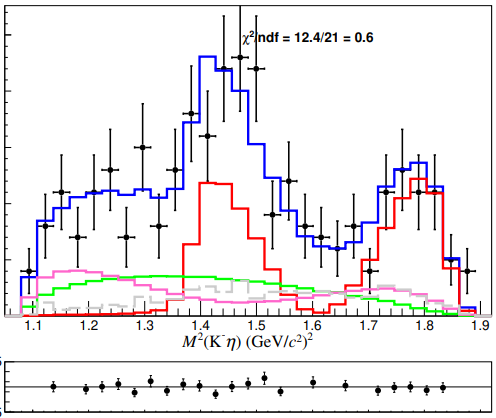 χ²/ndf = 12.4/21 = 0.6
1.1 1.2 1.3 1.4 1.5 1.6 1.7 1.8 1.9
M²(K⁻η) (GeV/c²)²